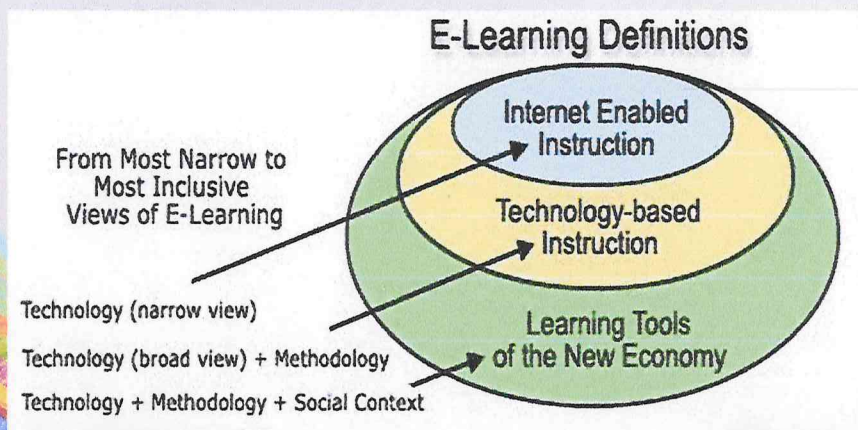 E-Learning Definitions
Internet Enabled
Instruction
From Most Narrow to
Most Inclusive
Views of E-Learning
Technology-based
Instruction
Technology (narrow view)
Learning Tools
of the New Economy
Technology (broad view) + Methodology
Technology + Methodology + Social Context